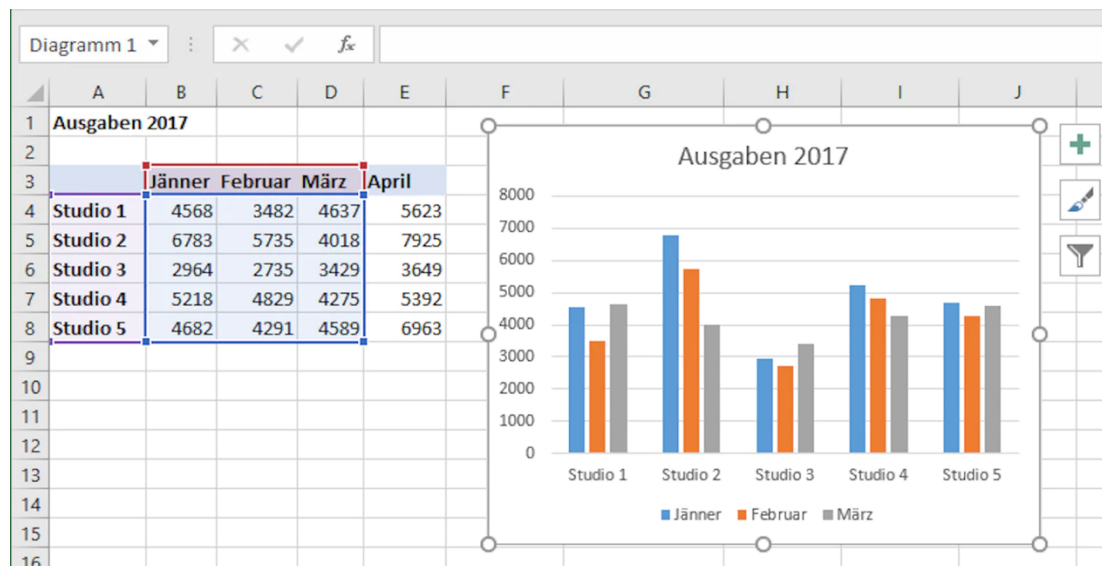 Diagramm 1 fx
A B C D E F G H I J
1 Ausgaben 2017
2
3 Jänner Februar März April
4 Studio 1 4568 3482 4637 5623
5 Studio 2 6783 5735 4018 7925
6 Studio 3 2964 2735 3429 3649
7 Studio 4 5218 4829 4275 5392
8 Studio 5 4682 4291 4589 6963
9
10
11
12
13
14
15
16
Ausgaben 2017
8000
7000
6000
5000
4000
3000
2000
1000
0
Studio 1 Studio 2 Studio 3 Studio 4 Studio 5
Jänner Februar März